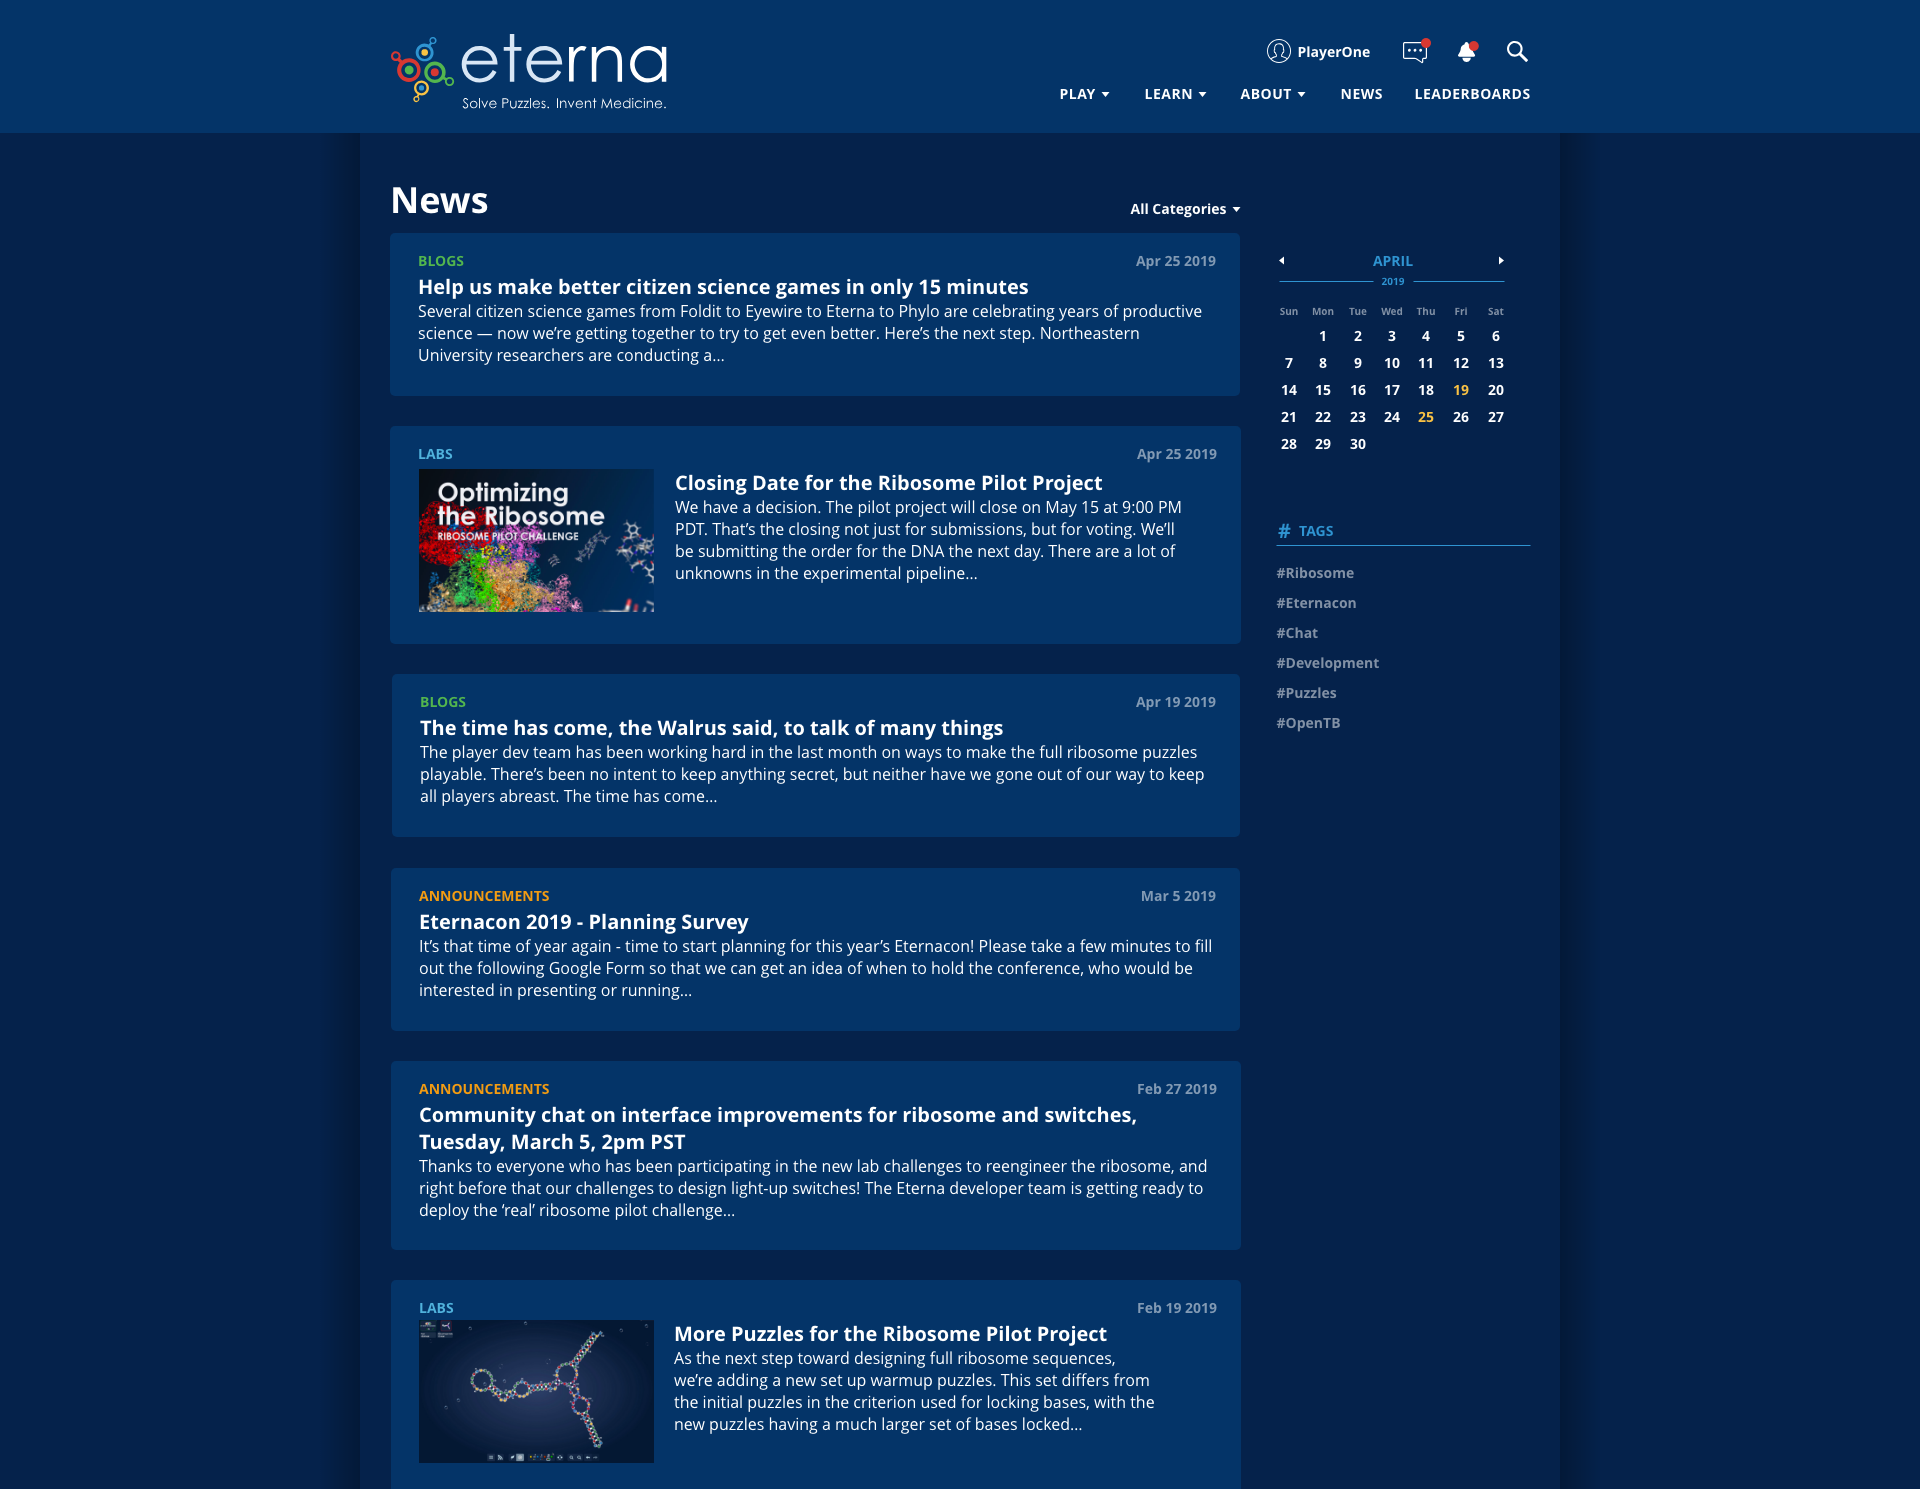 eterna
Solve Puzzles. Invent Medicine.
PlayerOne
PLAY
LEARN
ABOUT
NEWS
LEADERBOARDS
News
All Categories
BLOGS
Apr 25 2019
Help us make better citizen science games in only 15 minutes
Several citizen science games from Foldit to Eyewire to Eterna to Phylo are celebrating years of productive
science — now we’re getting together to try to get even better. Here’s the next step. Northeastern
University researchers are conducting a...
LABS
Apr 25 2019
Optimizing
the Ribosome
RIBOSOME PILOT CHALLENGE
Closing Date for the Ribosome Pilot Project
We have a decision. The pilot project will close on May 15 at 9:00 PM
PDT. That’s the closing not just for submissions, but for voting. We’ll
be submitting the order for the DNA the next day. There are a lot of
unknowns in the experimental pipeline...
BLOGS
Apr 19 2019
The time has come, the Walrus said, to talk of many things
The player dev team has been working hard in the last month on ways to make the full ribosome puzzles
playable. There’s been no intent to keep anything secret, but neither have we gone out of our way to keep
all players abreast. The time has come...
ANNOUNCEMENTS
Mar 5 2019
Eternacon 2019 - Planning Survey
It’s that time of year again - time to start planning for this year’s Eternacon! Please take a few minutes to fill
out the following Google Form so that we can get an idea of when to hold the conference, who would be
interested in presenting or running...
ANNOUNCEMENTS
Feb 27 2019
Community chat on interface improvements for ribosome and switches,
Tuesday, March 5, 2pm PST
Thanks to everyone who has been participating in the new lab challenges to reengineer the ribosome, and
right before that our challenges to design light-up switches! The Eterna developer team is getting ready to
deploy the ‘real’ ribosome pilot challenge...
LABS
Feb 19 2019
More Puzzles for the Ribosome Pilot Project
As the next step toward designing full ribosome sequences,
we’re adding a new set up warmup puzzles. This set differs from
the initial puzzles in the criterion used for locking bases, with the
new puzzles having a much larger set of bases locked...
APRIL
2019
Sun Mon Tue Wed Thu Fri Sat
1 2 3 4 5 6
7 8 9 10 11 12 13
14 15 16 17 18 19 20
21 22 23 24 25 26 27
28 29 30
# TAGS
#Ribosome
#Eternacon
#Chat
#Development
#Puzzles
#OpenTB